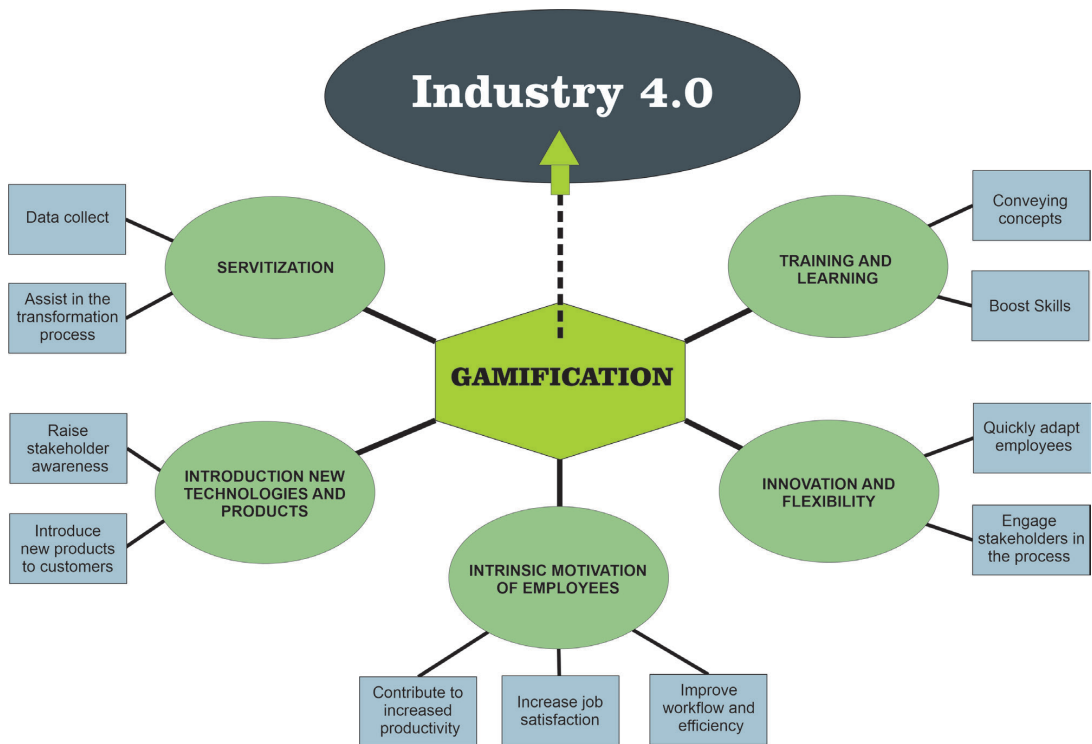 Industry 4.0
Data collect
Assist in the
transformation
process
SERVITIZATION
TRAINING AND
LEARNING
Conveying
concepts
Boost Skills
GAMIFICATION
Raise
stakeholder
awareness
Introduce
new products
to customers
INTRODUCTION NEW
TECHNOLOGIES AND
PRODUCTS
INNOVATION AND
FLEXIBILITY
Quickly adapt
employees
Engage
stakeholders in
the process
INTRINSIC MOTIVATION
OF EMPLOYEES
Contribute to
increased
productivity
Increase job
satisfaction
Improve
workflow and
efficiency